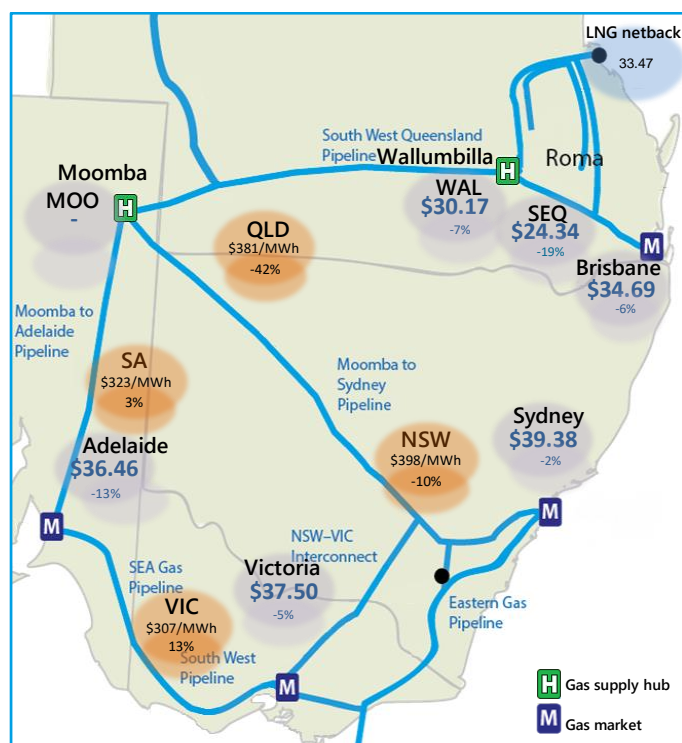 LNG netback
33.47
South West Queensland
Pipeline
Wallumbilla
H
Roma
Moomba
MOO
-
H
WAL
$30.17
-7%
SEQ
$24.34
-19%
M
Brisbane
$34.69
-6%
QLD
$381/MWh
-42%
Moomba to
Adelaide
Pipeline
SA
$323/MWh
3%
Moomba to
Sydney
Pipeline
Adelaide
$36.46
-13%
M
NSW
$398/MWh
-10%
Sydney
$39.38
-2%
M
NSW–VIC
Interconnect
SEA Gas
Pipeline
Victoria
$37.50
-5%
Eastern Gas
Pipeline
VIC
$307/MWh
13%
South West
Pipeline
M
H Gas supply hub
M Gas market